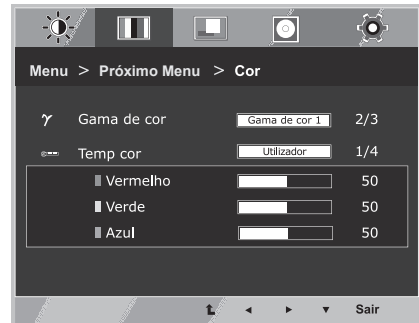 Menu > Próximo Menu > Cor
γ Gama de cor Gama de cor 1 2/3
Temp cor Utilizador 1/4
Vermelho 50
Verde 50
Azul 50
Sair